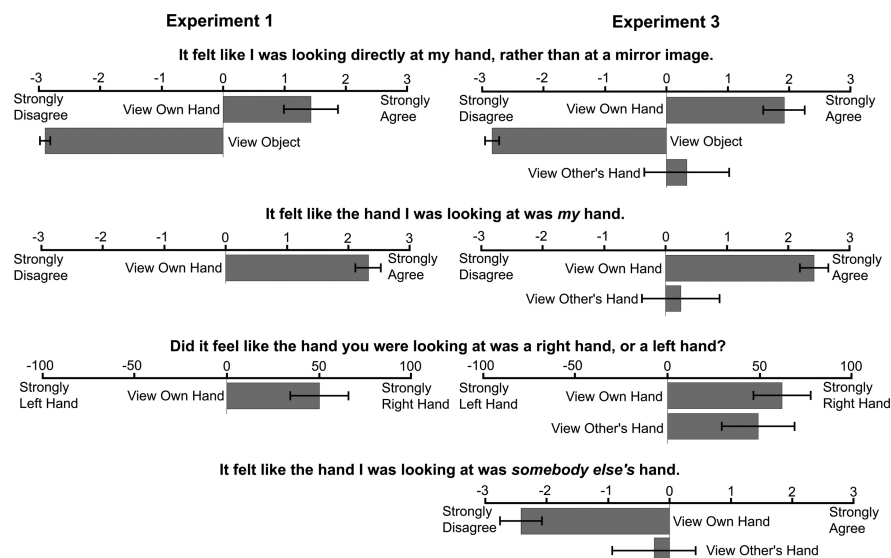 Experiment 1 Experiment 3
It felt like I was looking directly at my hand, rather than at a mirror image.
-3 -2 -1 0 1 2 3 -3 -2 -1 0 1 2 3
Strongly Disagree View Own Hand Strongly Agree Strongly Disagree View Own Hand Strongly Agree
View Object View Object
View Other's Hand
It felt like the hand I was looking at was my hand.
-3 -2 -1 0 1 2 3 -3 -2 -1 0 1 2 3
Strongly Disagree View Own Hand Strongly Agree Strongly Disagree View Own Hand Strongly Agree
View Other's Hand
Did it feel like the hand you were looking at was a right hand, or a left hand?
-100 -50 0 50 100 -100 -50 0 50 100
Strongly Left Hand View Own Hand Strongly Right Hand Strongly Left Hand View Own Hand Strongly Right Hand
View Other's Hand
It felt like the hand I was looking at was somebody else's hand.
-3 -2 -1 0 1 2 3
Strongly Disagree View Own Hand Strongly Agree
View Other's Hand